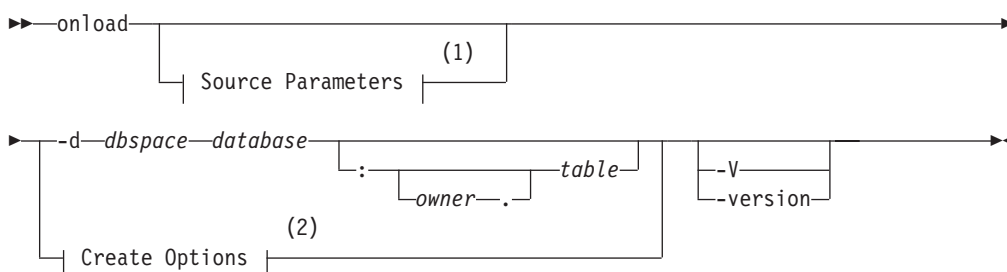 onload
(1)
Source Parameters
-d dbspace database
: table
owner .
-V
-version
(2)
Create Options